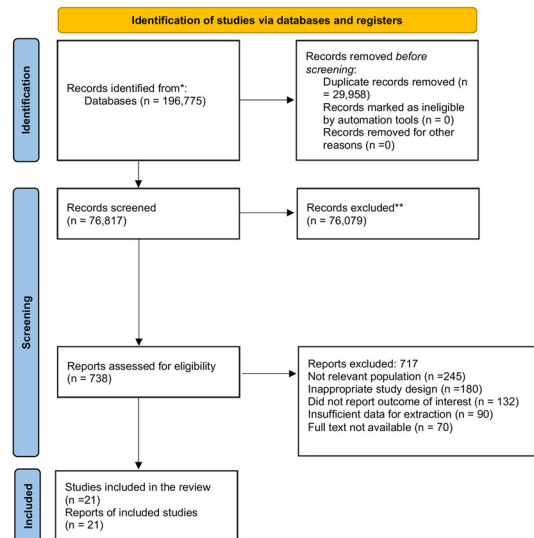 Identification of studies via databases and registers
Identification
Records identified from*:
Databases (n = 196,775)
Records removed before
screening:
Duplicate records removed (n
= 29,958)
Records marked as ineligible
by automation tools (n = 0)
Records removed for other
reasons (n =0)
Screening
Records screened
(n = 76,817)
Records excluded**
(n = 76,079)
Reports assessed for eligibility
(n = 738)
Reports excluded: 717
Not relevant population (n =245)
Inappropriate study design (n =180)
Did not report outcome of interest (n = 132)
Insufficient data for extraction (n = 90)
Full text not available (n = 70)
Included
Studies included in the review
(n =21)
Reports of included studies
(n = 21)